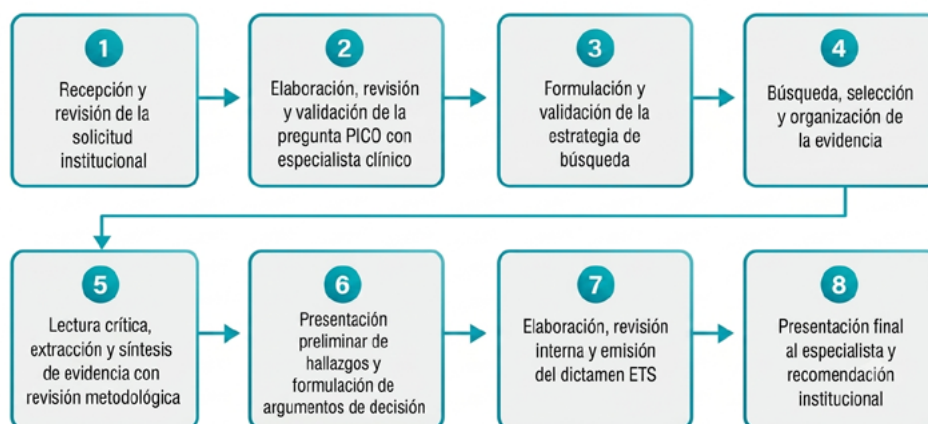 1
Recepción y
revisión de la
solicitud
institucional
2
Elaboración, revisión
y validación de la
pregunta PICO con
especialista clínico
3
Formulación y
validación de la
estrategia de
búsqueda
4
Búsqueda, selección
y organización de
la evidencia
5
Lectura crítica,
extracción y síntesis
de evidencia con
revisión metodológica
6
Presentación
preliminar de
hallazgos y
formulación de
argumentos de decisión
7
Elaboración, revisión
interna y emisión
del dictamen ETS
8
Presentación final
al especialista y
recomendación
institucional